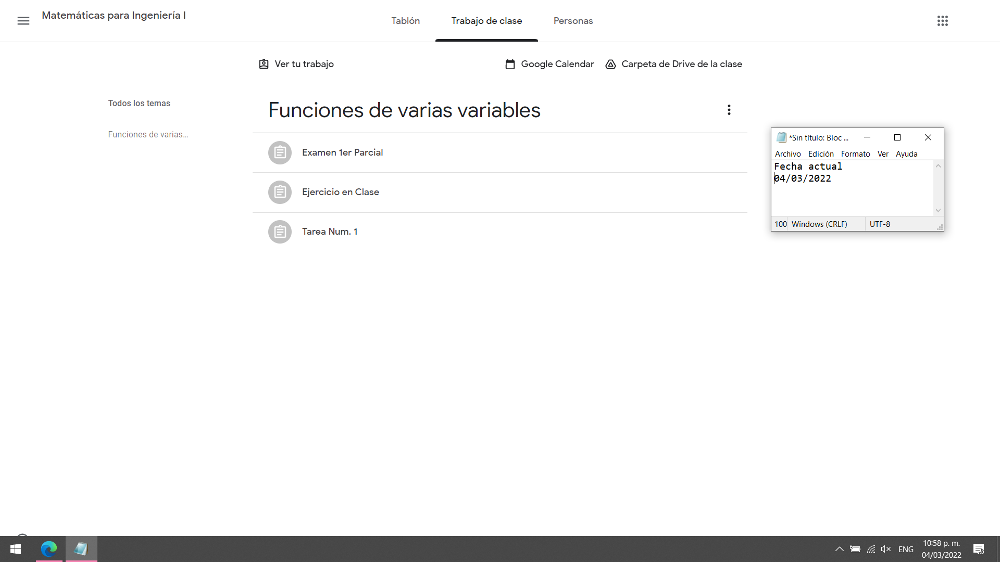 Matemáticas para Ingeniería I
Tablón
Trabajo de clase
Personas
Ver tu trabajo
Google Calendar
Carpeta de Drive de la clase
Todos los temas
Funciones de varias...
Funciones de varias variables
Examen 1er Parcial
Ejercicio en Clase
Tarea Num. 1
*Sin título: Bloc ...
Archivo Edición Formato Ver Ayuda
Fecha actual
04/03/2022
100 Windows (CRLF) UTF-8
ENG
10:58 p. m.
04/03/2022